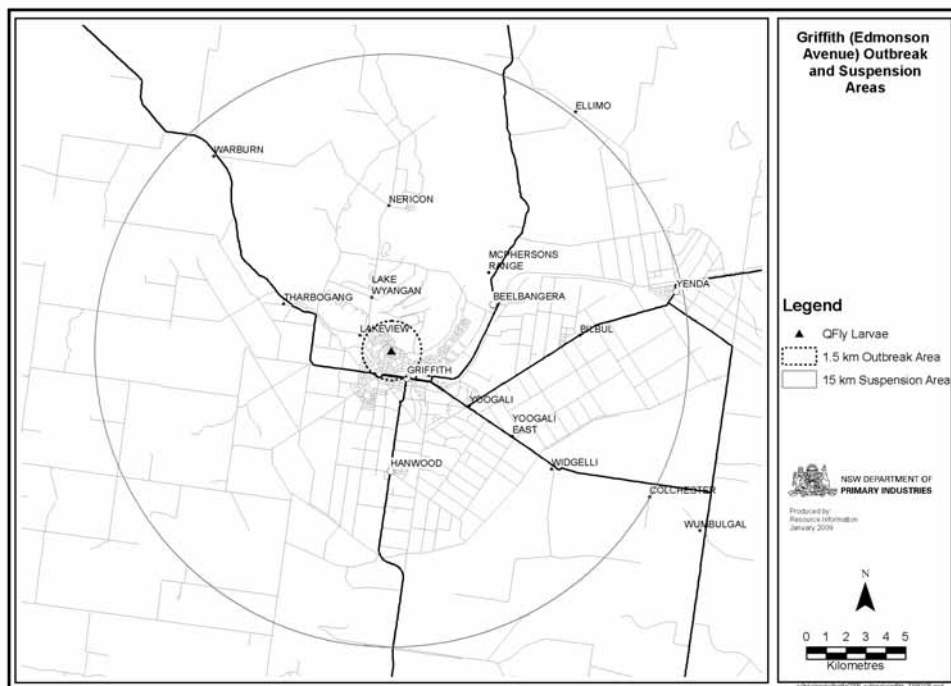 Griffith (Edmonson
Avenue) Outbreak
and Suspension
Areas
ELLIMO
WARBURN
NERICON
MCPHERSONS
RANGE
LAKE
WYANGAN
YENDA
THARBOGANG
BEELBANGERA
LAKEVIEW
BILBUL
GRIFFITH
YOOGALI
YOOGALI
EAST
HANWOOD
WIDGELLI
COLCHESTER
WUMBULGAL
Legend
QFly Larvae
1.5 km Outbreak Area
15 km Suspension Area
NSW DEPARTMENT OF
PRIMARY INDUSTRIES
Produced by
Resource Information
January 2009
N
0 1 2 3 4 5
Kilometres